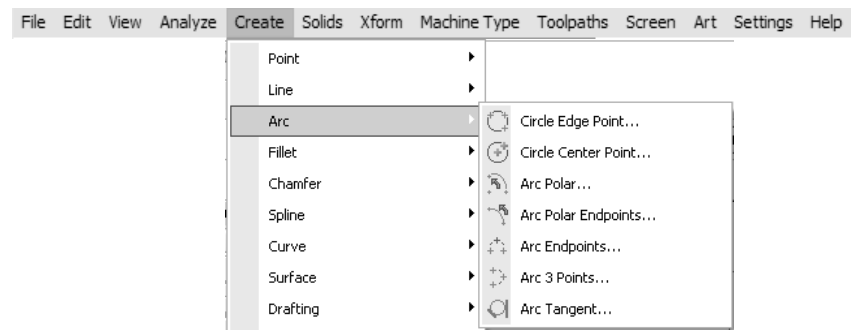 File Edit View Analyze Create Solids Xform Machine Type Toolpaths Screen Art Settings Help
Point
Line
Arc
Fillet
Chamfer
Spline
Curve
Surface
Drafting
Circle Edge Point...
Circle Center Point...
Arc Polar...
Arc Polar Endpoints...
Arc Endpoints...
Arc 3 Points...
Arc Tangent...